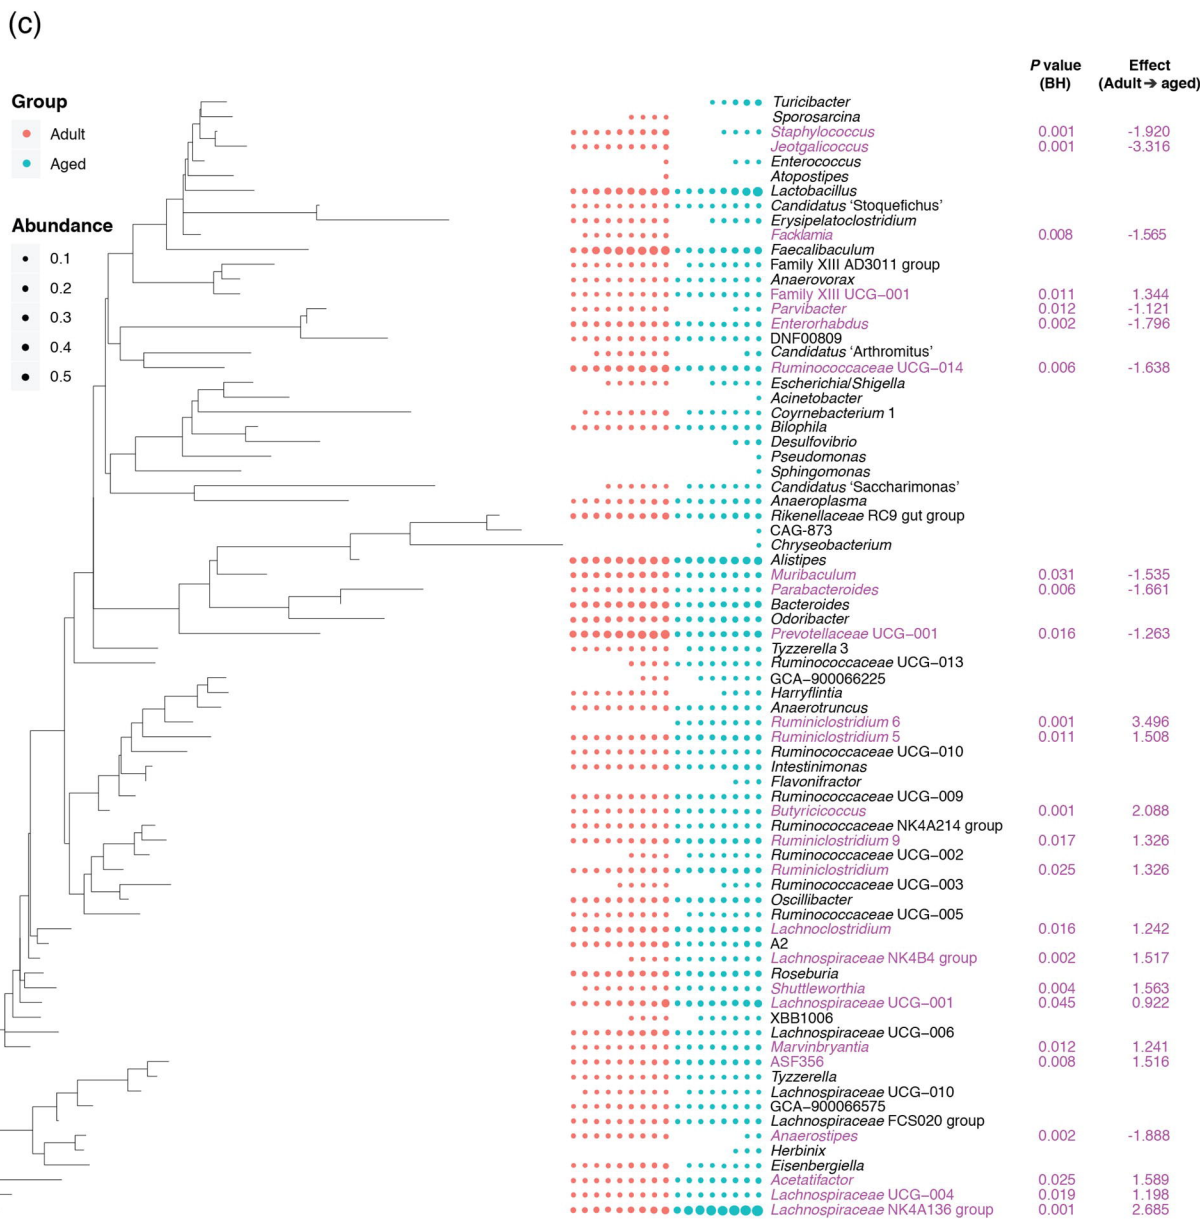 (c)
P value (BH)
Effect (Adult → aged)
Group
Adult
Aged
Abundance
0.1
0.2
0.3
0.4
0.5
Turicibacter
Sporosarcina
Staphylococcus 0.001 -1.920
Jeotgalicoccus 0.001 -3.316
Enterococcus
Atopostipes
Lactobacillus
Candidatus ‘Stoquefichus’
Erysipelatoclostridium
Facklamia 0.008 -1.565
Faecalibaculum
Family XIII AD3011 group
Anaerovorax
Family XIII UCG−001 0.011 1.344
Parvibacter 0.012 -1.121
Enterorhabdus 0.002 -1.796
DNF00809
Candidatus ‘Arthromitus’
Ruminococcaceae UCG−014 0.006 -1.638
Escherichia/Shigella
Acinetobacter
Coyrnebacterium 1
Bilophila
Desulfovibrio
Pseudomonas
Sphingomonas
Candidatus ‘Saccharimonas’
Anaeroplasma
Rikenellaceae RC9 gut group
CAG-873
Chryseobacterium
Alistipes
Muribaculum 0.031 -1.535
Parabacteroides 0.006 -1.661
Bacteroides
Odoribacter
Prevotellaceae UCG−001 0.016 -1.263
Tyzzerella 3
Ruminococcaceae UCG−013
GCA−900066225
Harryflintia
Anaerotruncus
Ruminiclostridium 6 0.001 3.496
Ruminiclostridium 5 0.011 1.508
Ruminococcaceae UCG−010
Intestinimonas
Flavonifractor
Ruminococcaceae UCG−009
Butyricicoccus 0.001 2.088
Ruminococcaceae NK4A214 group
Ruminiclostridium 9 0.017 1.326
Ruminococcaceae UCG−002
Ruminiclostridium 0.025 1.326
Ruminococcaceae UCG−003
Oscillibacter
Ruminococcaceae UCG−005
Lachnoclostridium 0.016 1.242
A2
Lachnospiraceae NK4B4 group 0.002 1.517
Roseburia
Shuttleworthia 0.004 1.563
Lachnospiraceae UCG−001 0.045 0.922
XBB1006
Lachnospiraceae UCG−006
Marvinbryantia 0.012 1.241
ASF356 0.008 1.516
Tyzzerella
Lachnospiraceae UCG−010
GCA−900066575
Lachnospiraceae FCS020 group
Anaerostipes 0.002 -1.888
Herbinix
Eisenbergiella
Acetatifactor 0.025 1.589
Lachnospiraceae UCG−004 0.019 1.198
Lachnospiraceae NK4A136 group 0.001 2.685